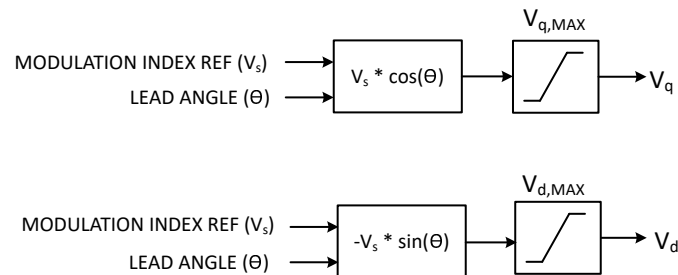 V_q,MAX
MODULATION INDEX REF (V_s)
LEAD ANGLE (Θ)
V_s * cos(Θ)
V_q
V_d,MAX
MODULATION INDEX REF (V_s)
LEAD ANGLE (Θ)
-V_s * sin(Θ)
V_d